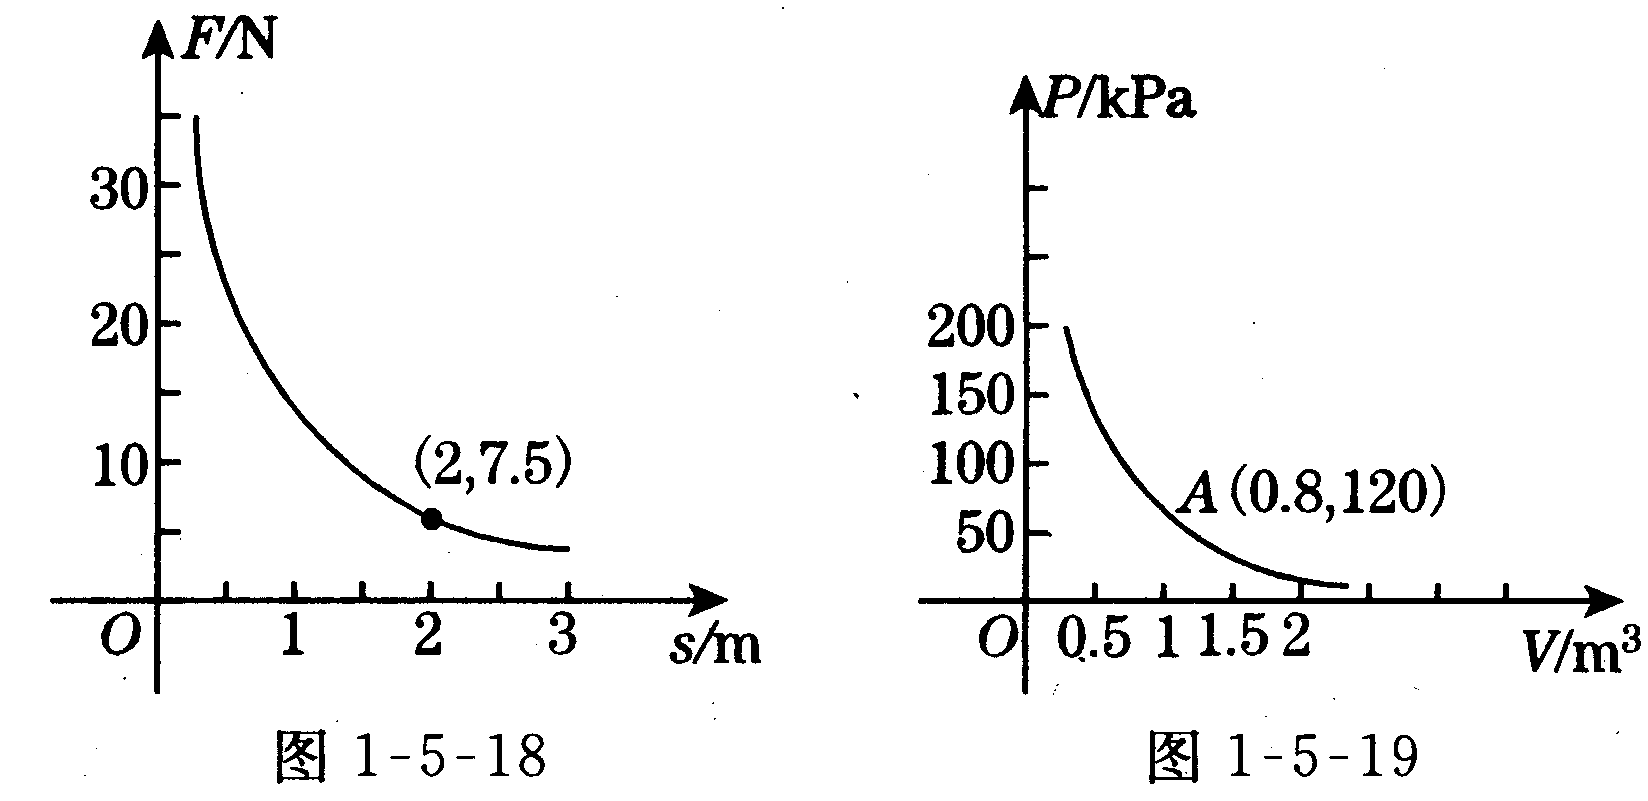 F/N
30
20
10
(2,7.5)
O 1 2 3 s/m
图 1-5-18
P/kPa
200
150
100
50
A (0.8,120)
O 0.5 1 1.5 2 V/m³
图 1-5-19